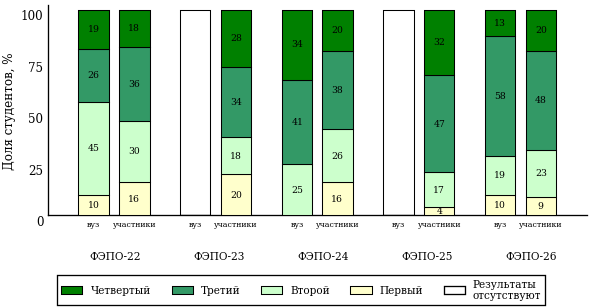 Доля студентов, %
100
75
50
25
0
19 18 28 34 20 32 13 20
26 36 34 41 38 47 58 48
45 30 18 25 26 17 19 23
10 16 20 16 4 10 9
вуз участники вуз участники вуз участники вуз участники вуз участники
ФЭПО-22 ФЭПО-23 ФЭПО-24 ФЭПО-25 ФЭПО-26
Четвертый Третий Второй Первый Результаты
отсутствуют